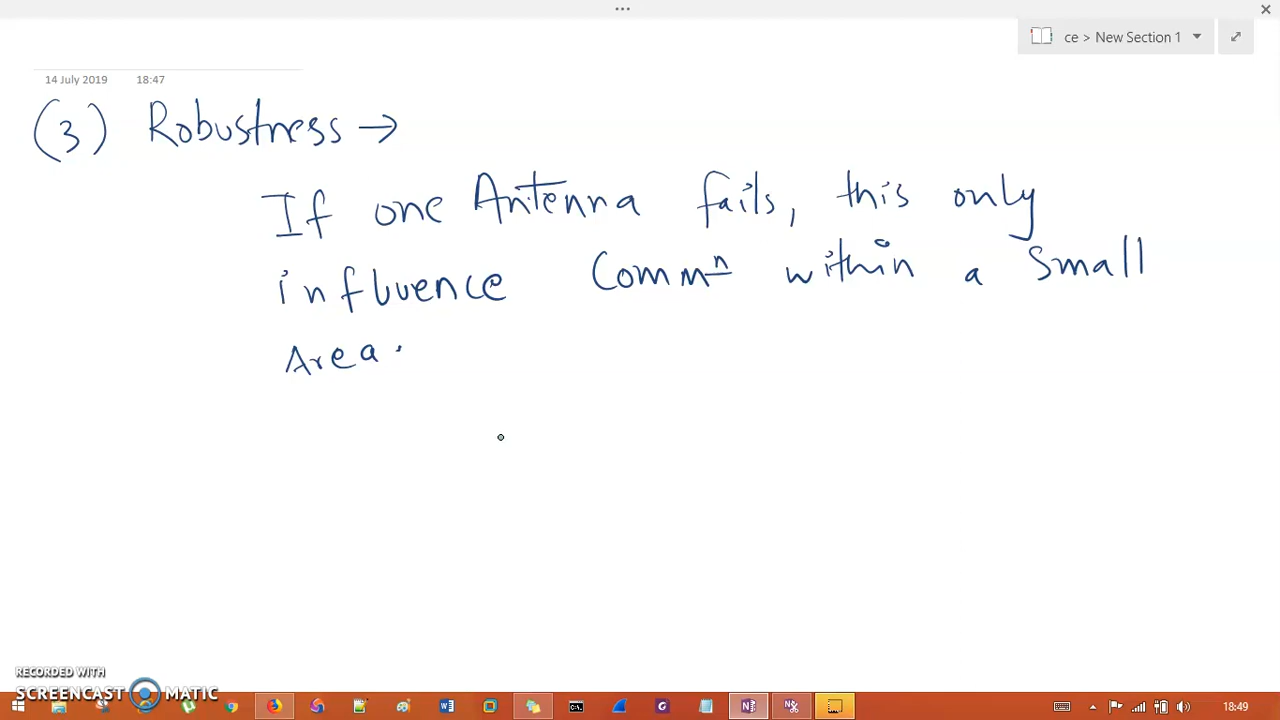 ce > New Section 1
14 July 2019 18:47
(3) Robustness →
If one Antenna fails, this only
influence Commⁿ within a small
Area.
RECORDED WITH
SCREENCAST MATIC
18:49